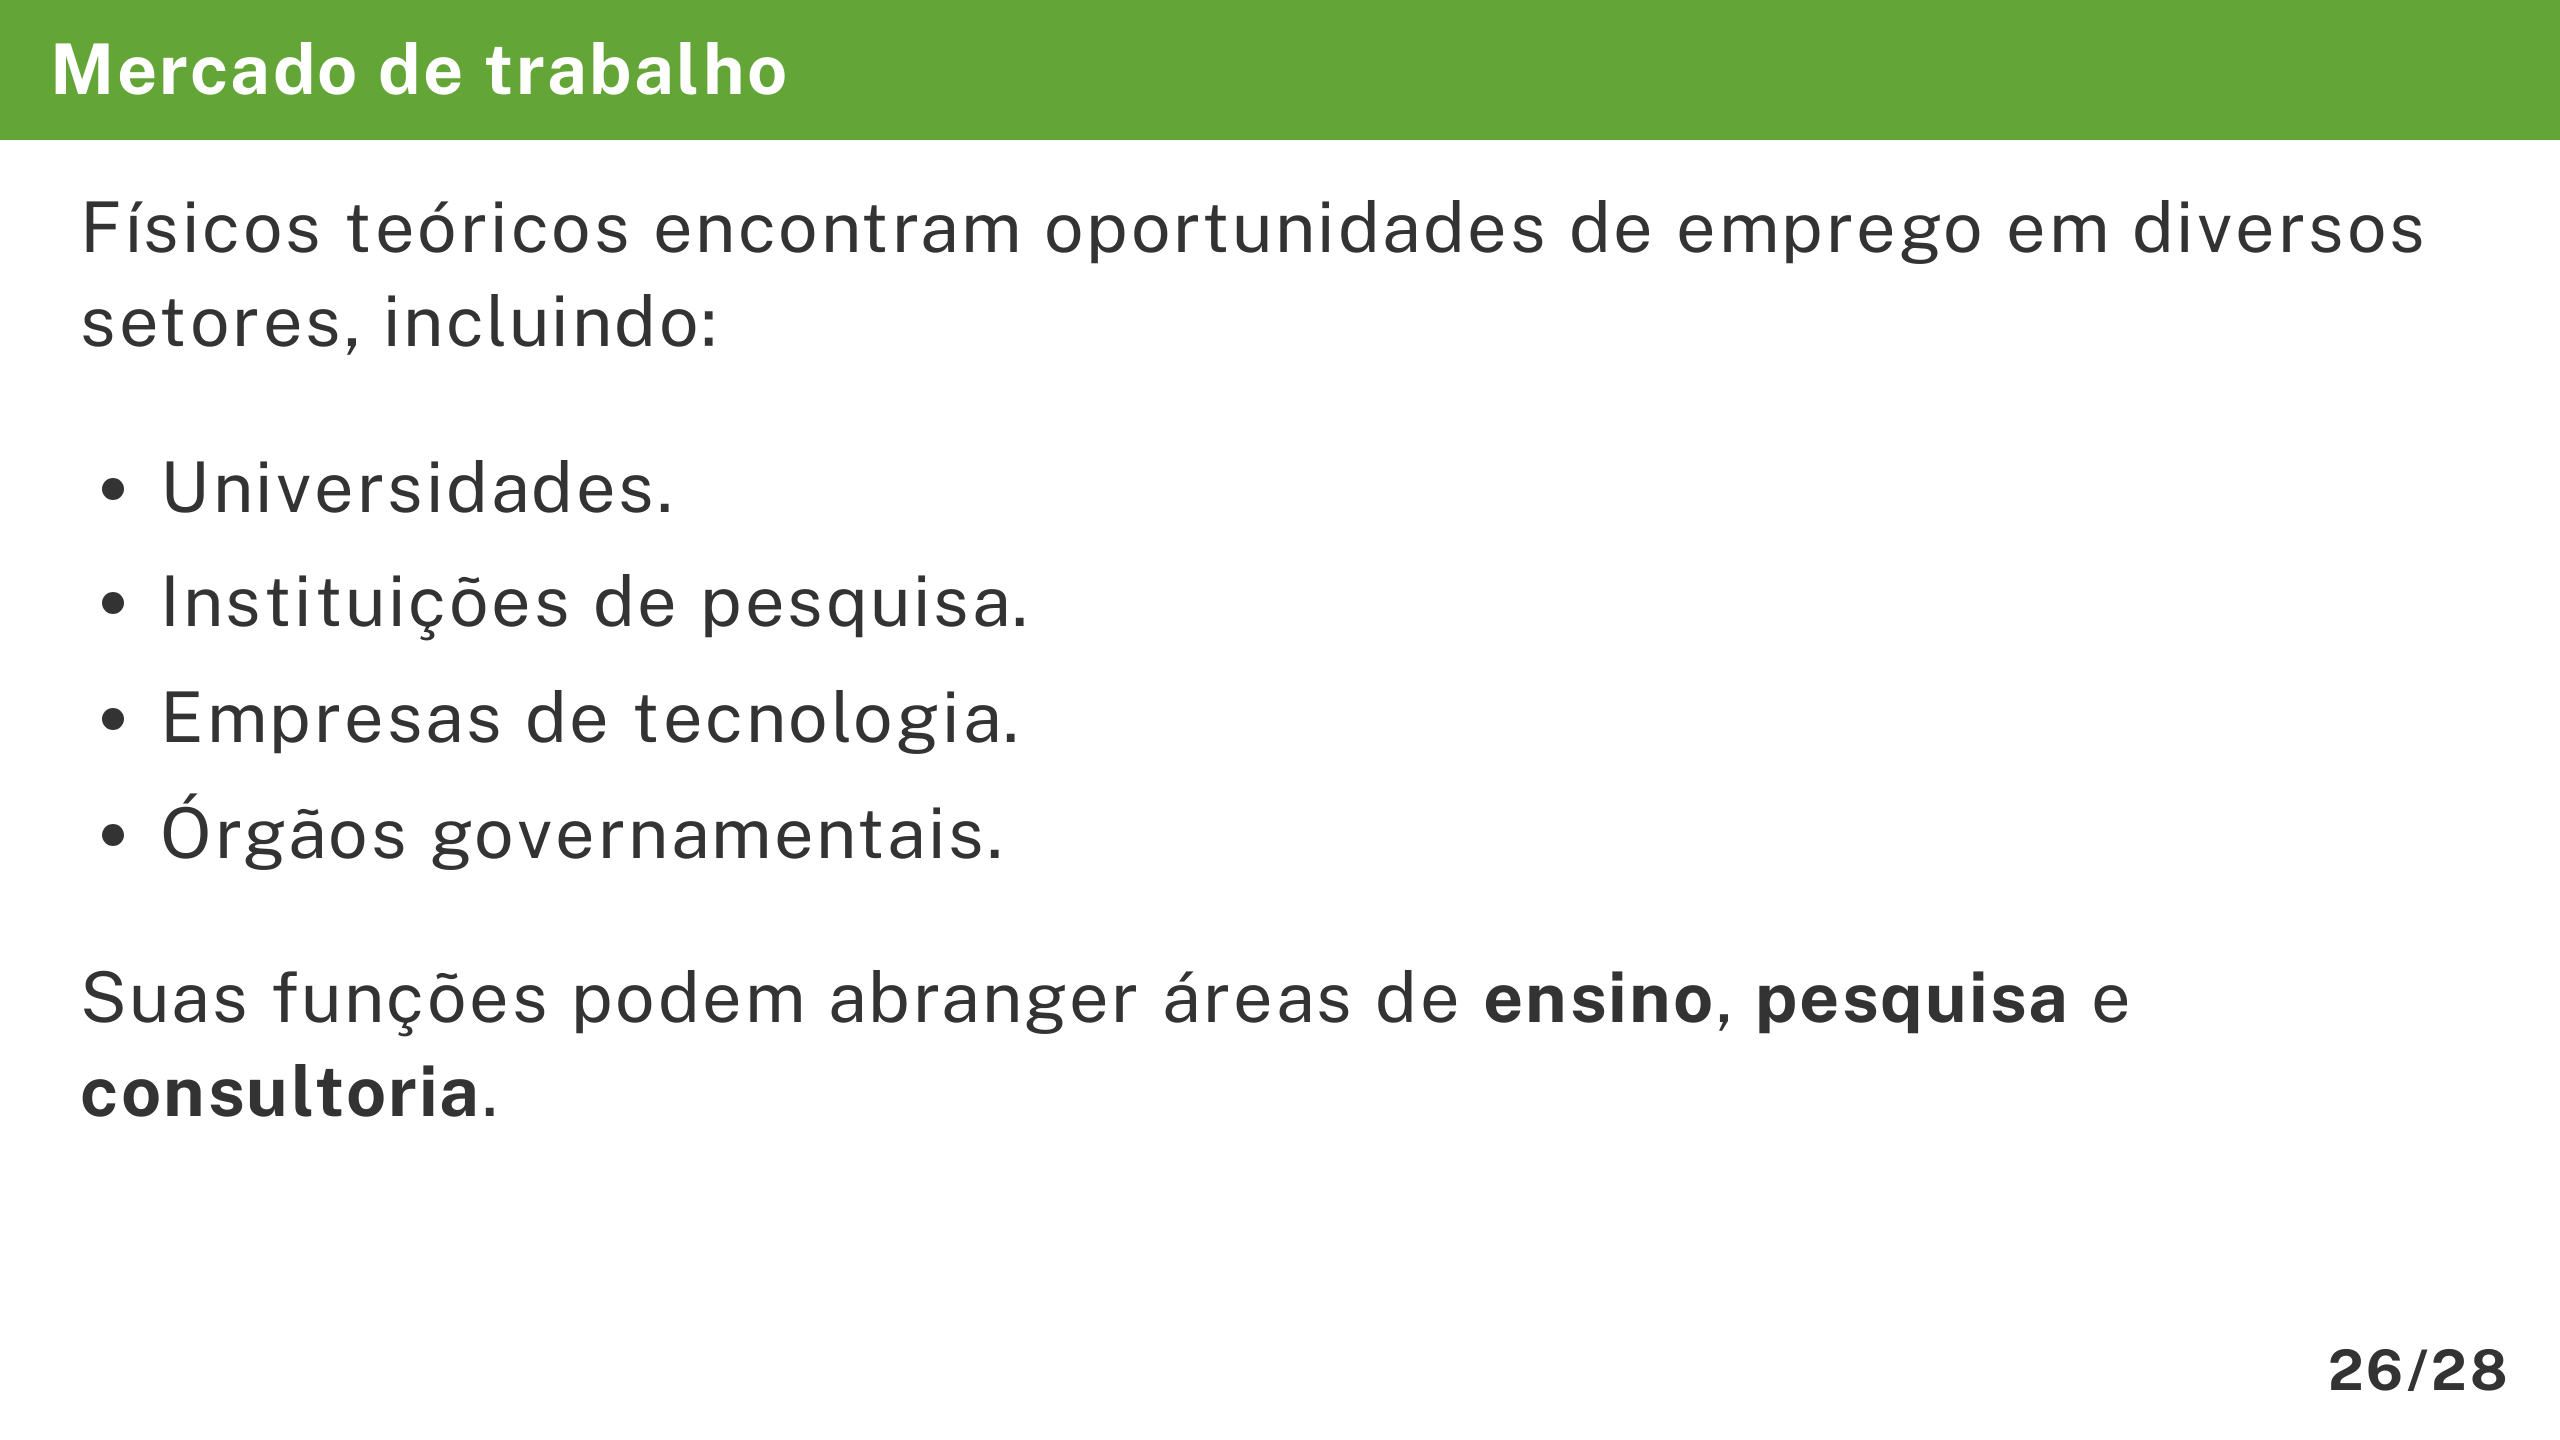 Mercado de trabalho
Físicos teóricos encontram oportunidades de emprego em diversos
setores, incluindo:
• Universidades.
• Instituições de pesquisa.
• Empresas de tecnologia.
• Órgãos governamentais.
Suas funções podem abranger áreas de ensino, pesquisa e
consultoria.
26/28